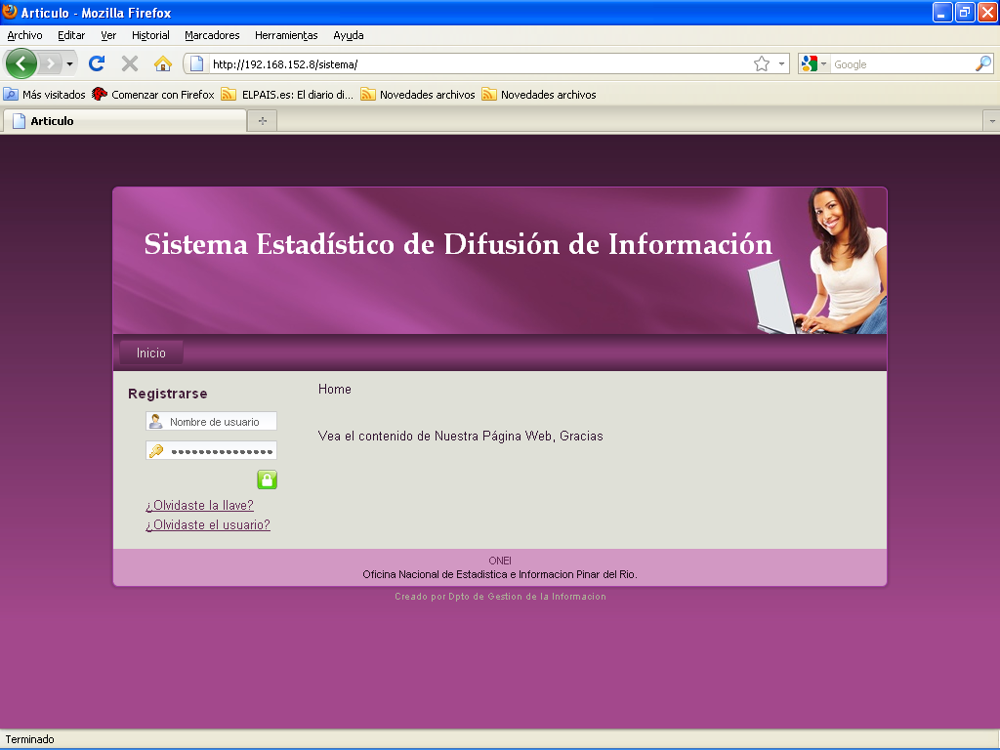 Articulo - Mozilla Firefox
Archivo Editar Ver Historial Marcadores Herramientas Ayuda
http://192.168.152.8/sistema/ Google
Más visitados Comenzar con Firefox ELPAIS.es: El diario di... Novedades archivos Novedades archivos
Articulo
Sistema Estadístico de Difusión de Información
Inicio
Registrarse
Nombre de usuario
¿Olvidaste la llave?
¿Olvidaste el usuario?
Home
Vea el contenido de Nuestra Página Web, Gracias
ONEI
Oficina Nacional de Estadistica e Informacion Pinar del Rio.
Creado por Dpto de Gestion de la Informacion
Terminado